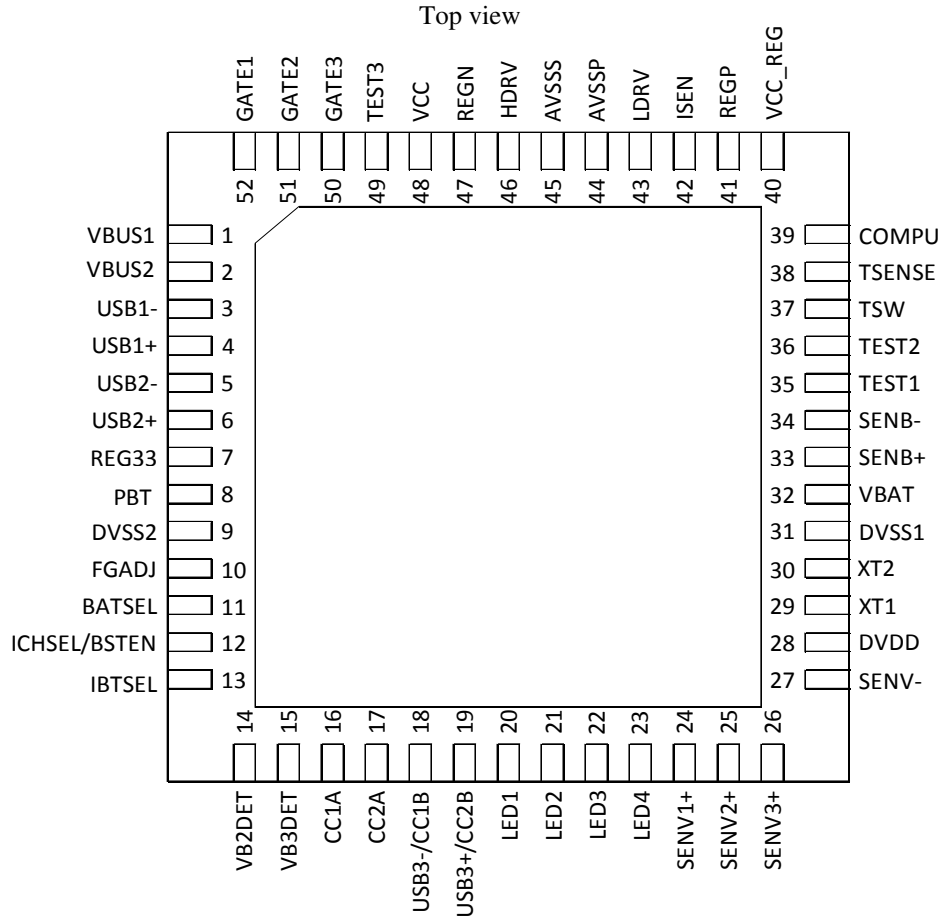 Top view
GATE1
GATE2
GATE3
TEST3
VCC
REGN
HDRV
AVSSS
AVSSP
LDRV
ISEN
REGP
VCC_REG
52
51
50
49
48
47
46
45
44
43
42
41
40
VBUS1 1
VBUS2 2
USB1- 3
USB1+ 4
USB2- 5
USB2+ 6
REG33 7
PBT 8
DVSS2 9
FGADJ 10
BATSEL 11
ICHSEL/BSTEN 12
IBTSEL 13
39 COMPU
38 TSENSE
37 TSW
36 TEST2
35 TEST1
34 SENB-
33 SENB+
32 VBAT
31 DVSS1
30 XT2
29 XT1
28 DVDD
27 SENV-
14
15
16
17
18
19
20
21
22
23
24
25
26
VB2DET
VB3DET
CC1A
CC2A
USB3-/CC1B
USB3+/CC2B
LED1
LED2
LED3
LED4
SENV1+
SENV2+
SENV3+